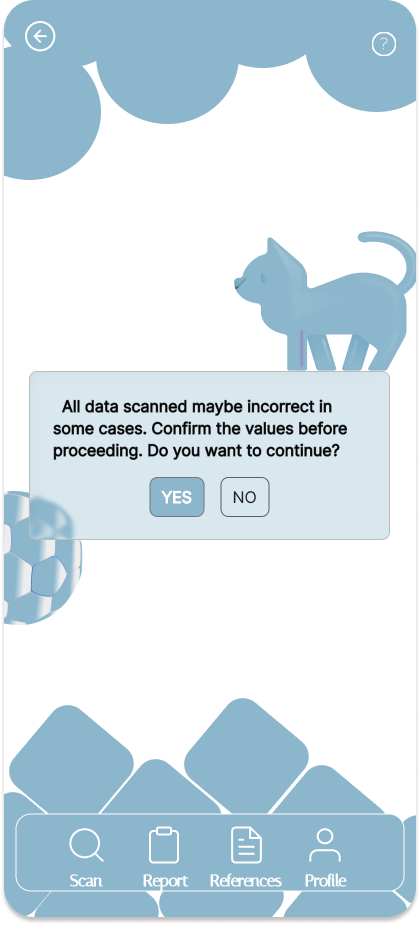 ?
All data scanned maybe incorrect in
some cases. Confirm the values before
proceeding. Do you want to continue?
YES NO
Scan Report References Profile